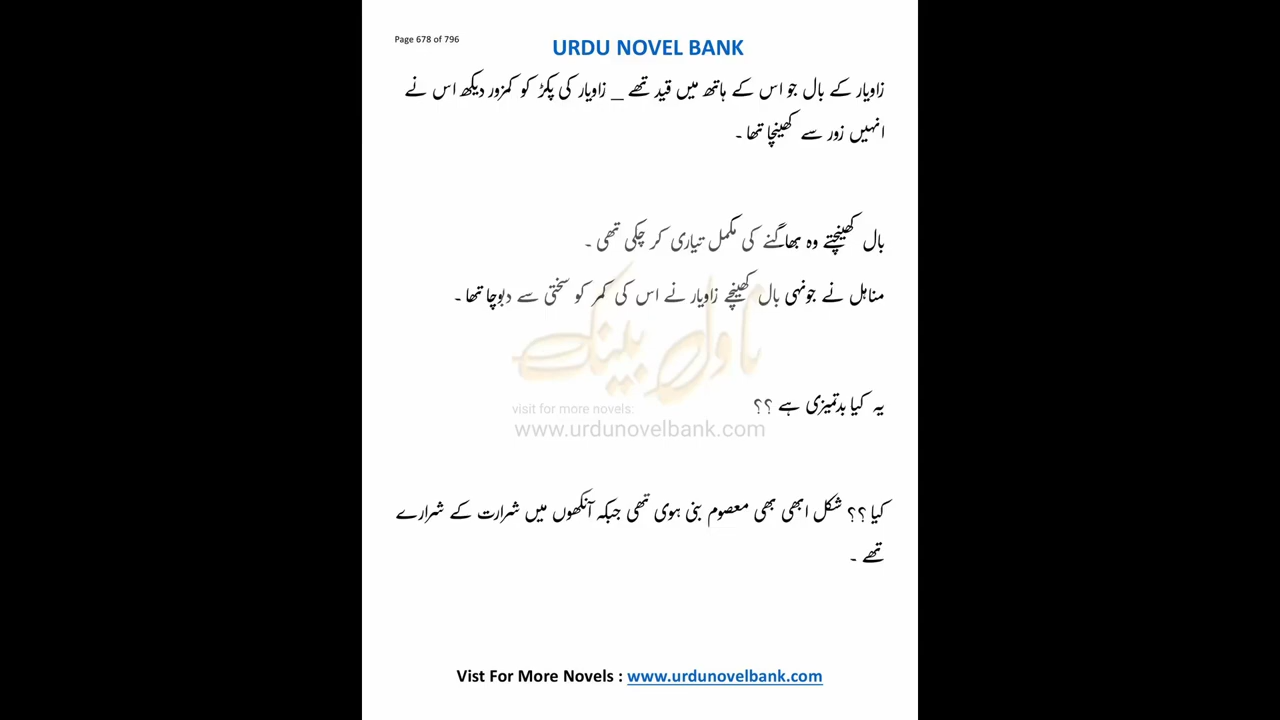 Page 678 of 796
URDU NOVEL BANK
زاویار کے بال جو اس کے ہاتھ میں قید تھے _ زاویار کی پکڑ کو کمزور دیکھ اس نے
انہیں زور سے کھینچا تھا ۔
بال کھینچتے وہ بھاگنے کی مکمل تیاری کر چکی تھی ۔
مناہل نے جونہی بال کھینچے زاویار نے اس کی کمر کو سختی سے دبوچا تھا ۔
ناول بینک
یہ کیا بدتمیزی ہے ؟؟
visit for more novels:
www.urdunovelbank.com
کیا ؟؟ شکل ابھی بھی معصوم بنی ہوی تھی جبکہ آنکھوں میں شرارت کے شرارے
تھے ۔
Vist For More Novels : www.urdunovelbank.com